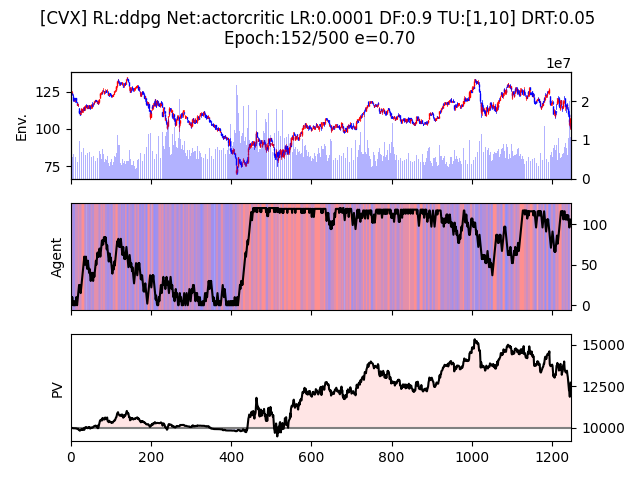 [CVX] RL:ddpg Net:actorcritic LR:0.0001 DF:0.9 TU:[1,10] DRT:0.05
Epoch:152/500 e=0.70
1e7
125
100
75
Env.
2
1
0
Agent
100
50
0
PV
15000
12500
10000
0 200 400 600 800 1000 1200